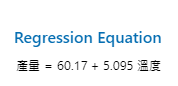 Regression Equation
產量 = 60.17 + 5.095 溫度